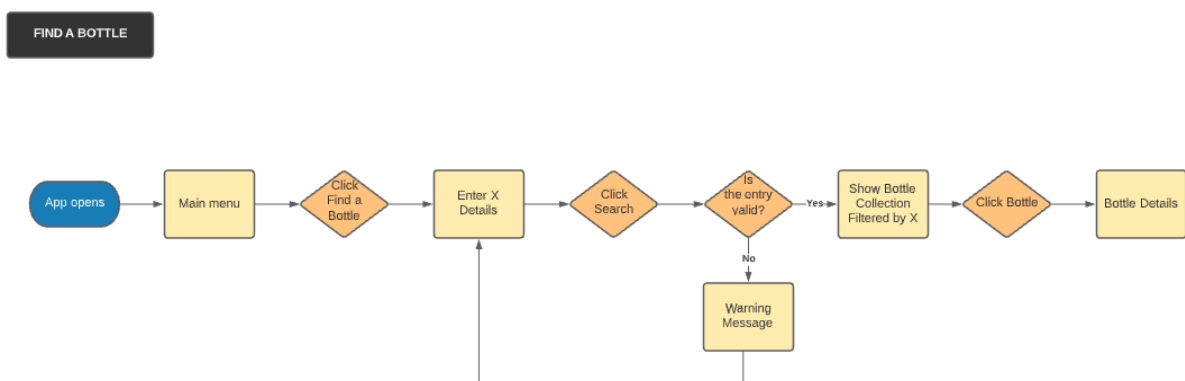 FIND A BOTTLE
App opens
Main menu
Click
Find a
Bottle
Enter X
Details
Click
Search
Is
the entry
valid?
Yes
Show Bottle
Collection
Filtered by X
Click Bottle
Bottle Details
No
Warning
Message